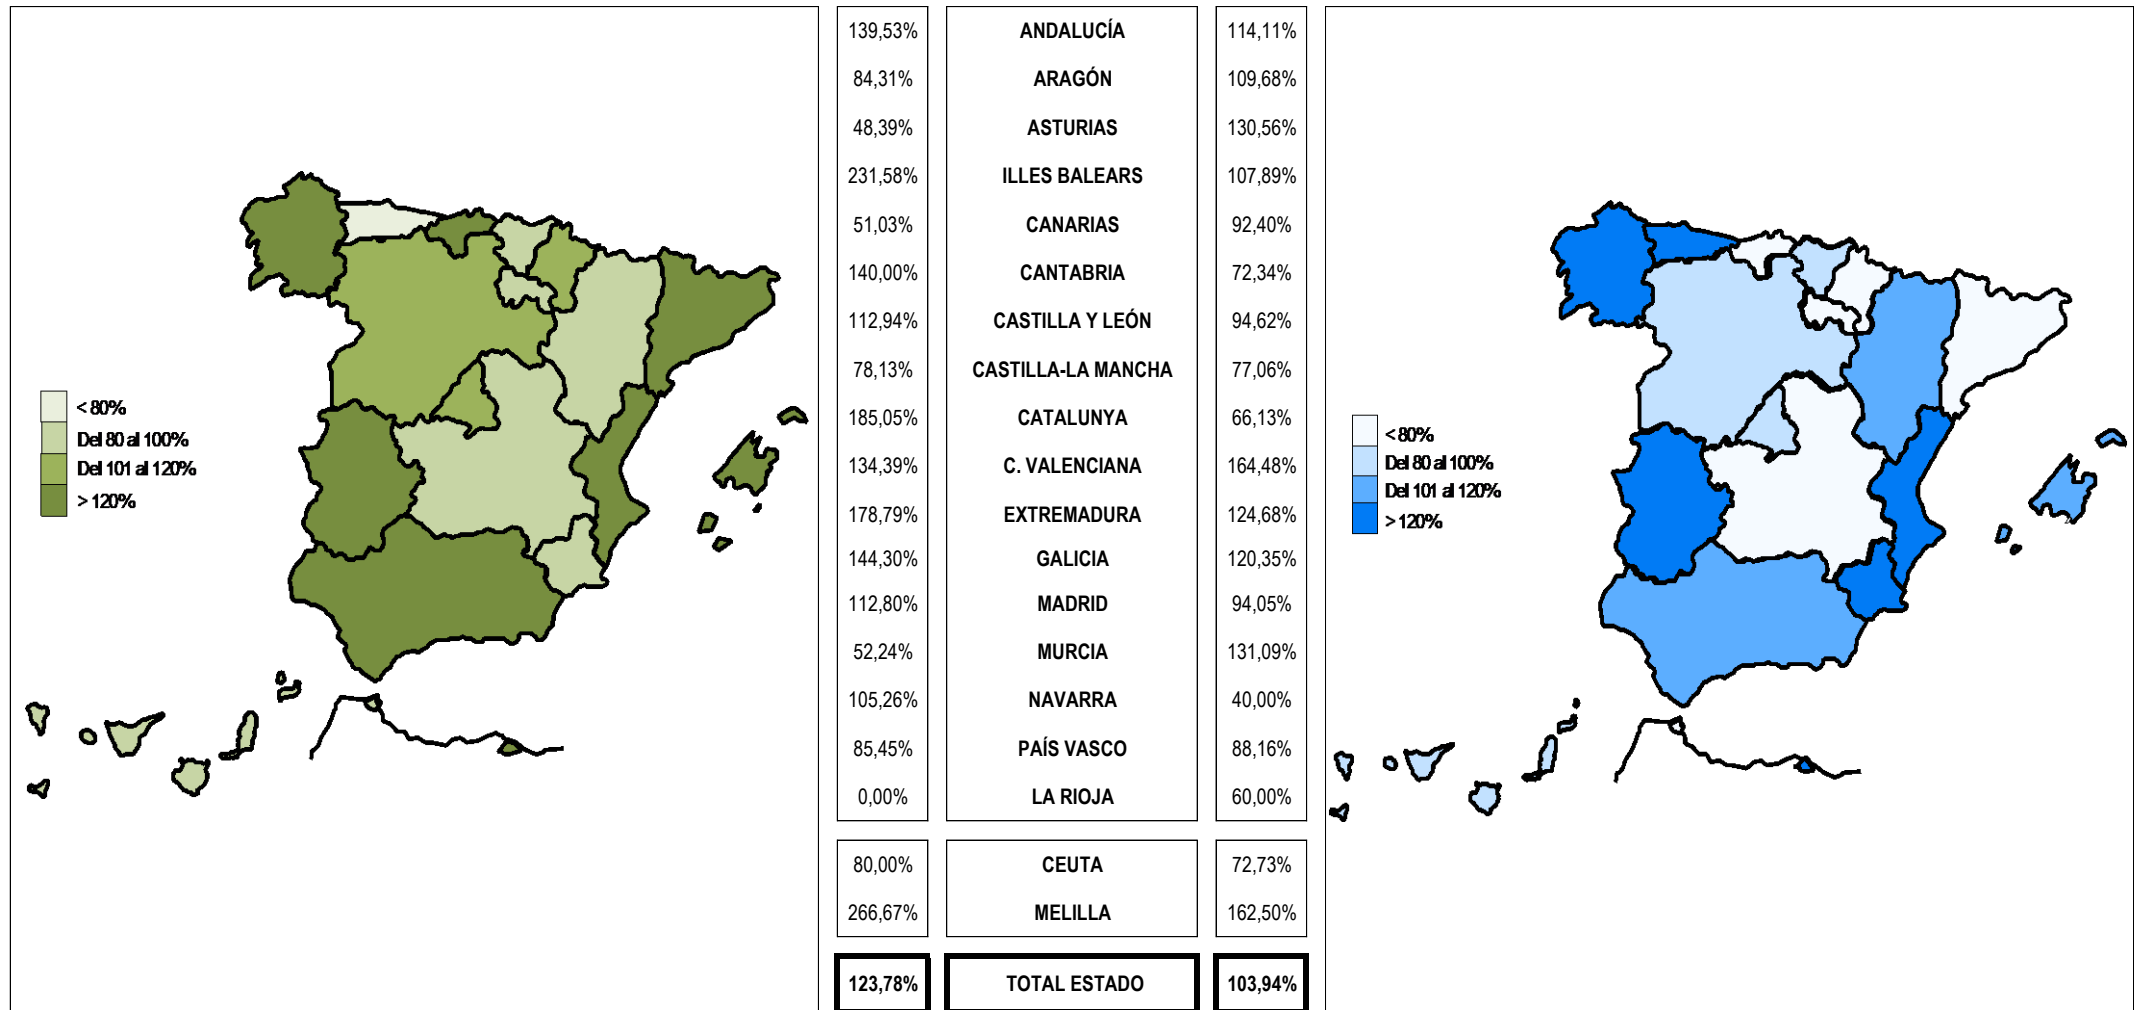 139,53% ANDALUCÍA 114,11%
84,31% ARAGÓN 109,68%
48,39% ASTURIAS 130,56%
231,58% ILLES BALEARS 107,89%
51,03% CANARIAS 92,40%
140,00% CANTABRIA 72,34%
112,94% CASTILLA Y LEÓN 94,62%
78,13% CASTILLA-LA MANCHA 77,06%
185,05% CATALUNYA 66,13%
134,39% C. VALENCIANA 164,48%
178,79% EXTREMADURA 124,68%
144,30% GALICIA 120,35%
112,80% MADRID 94,05%
52,24% MURCIA 131,09%
105,26% NAVARRA 40,00%
85,45% PAÍS VASCO 88,16%
0,00% LA RIOJA 60,00%
80,00% CEUTA 72,73%
266,67% MELILLA 162,50%
123,78% TOTAL ESTADO 103,94%
< 80%
Del 80 al 100%
Del 101 al 120%
> 120%
< 80%
Del 80 al 100%
Del 101 al 120%
> 120%